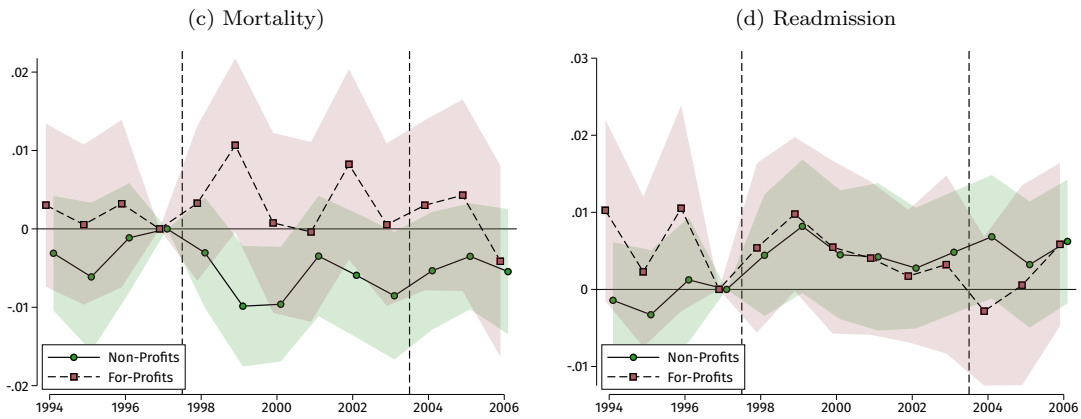 (c) Mortality)
.02
.01
0
-.01
-.02
Non-Profits
For-Profits
1994 1996 1998 2000 2002 2004 2006
(d) Readmission
.03
.02
.01
0
-.01
Non-Profits
For-Profits
1994 1996 1998 2000 2002 2004 2006